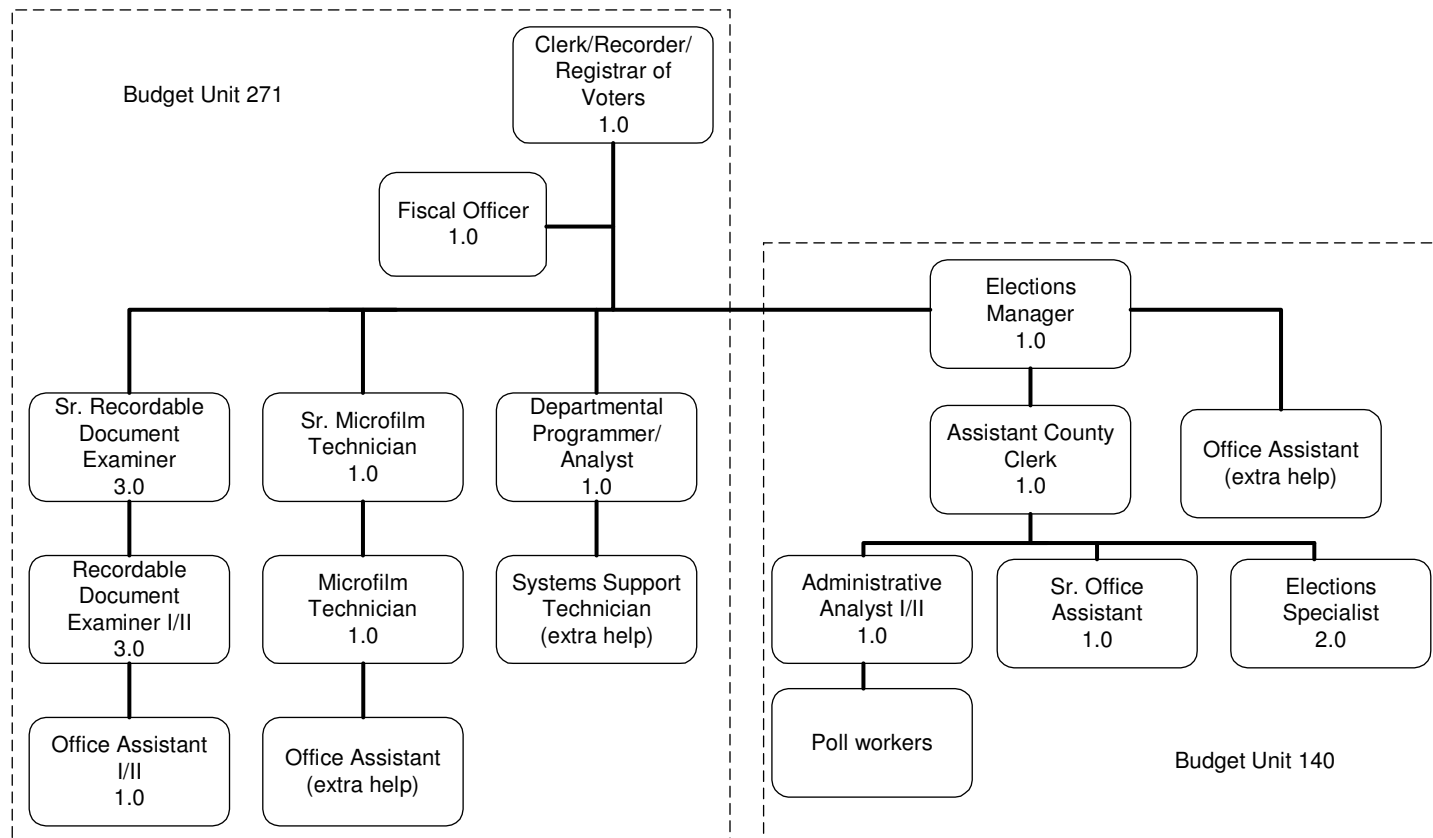 Clerk/Recorder/
Registrar of
Voters
1.0
Budget Unit 271
Fiscal Officer
1.0
Elections
Manager
1.0
Sr. Recordable
Document
Examiner
3.0
Sr. Microfilm
Technician
1.0
Departmental
Programmer/
Analyst
1.0
Assistant County
Clerk
1.0
Office Assistant
(extra help)
Recordable
Document
Examiner I/II
3.0
Microfilm
Technician
1.0
Systems Support
Technician
(extra help)
Administrative
Analyst I/II
1.0
Sr. Office
Assistant
1.0
Elections
Specialist
2.0
Office Assistant
I/II
1.0
Office Assistant
(extra help)
Poll workers
Budget Unit 140